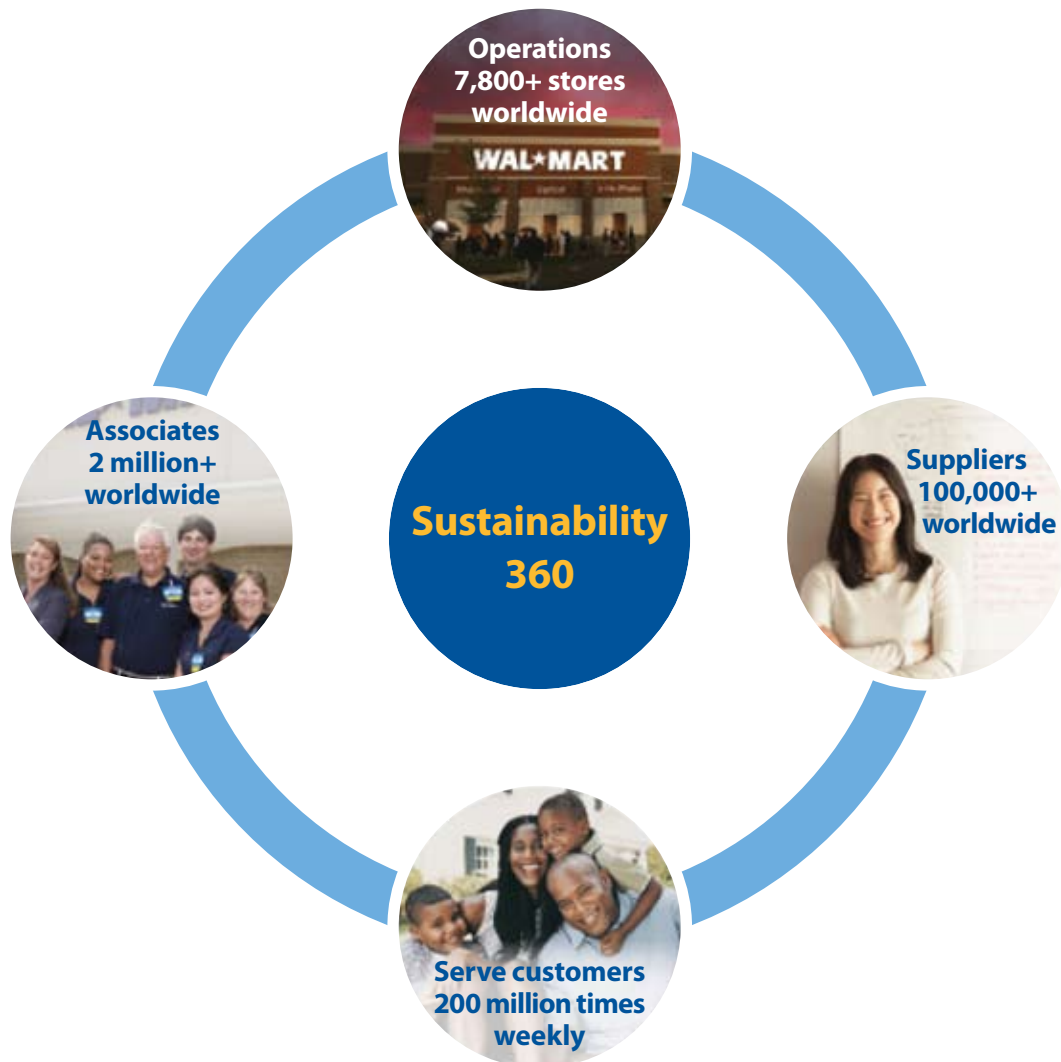 Operations
7,800+ stores
worldwide
WAL★MART
Associates
2 million+
worldwide
Sustainability
360
Suppliers
100,000+
worldwide
Serve customers
200 million times
weekly